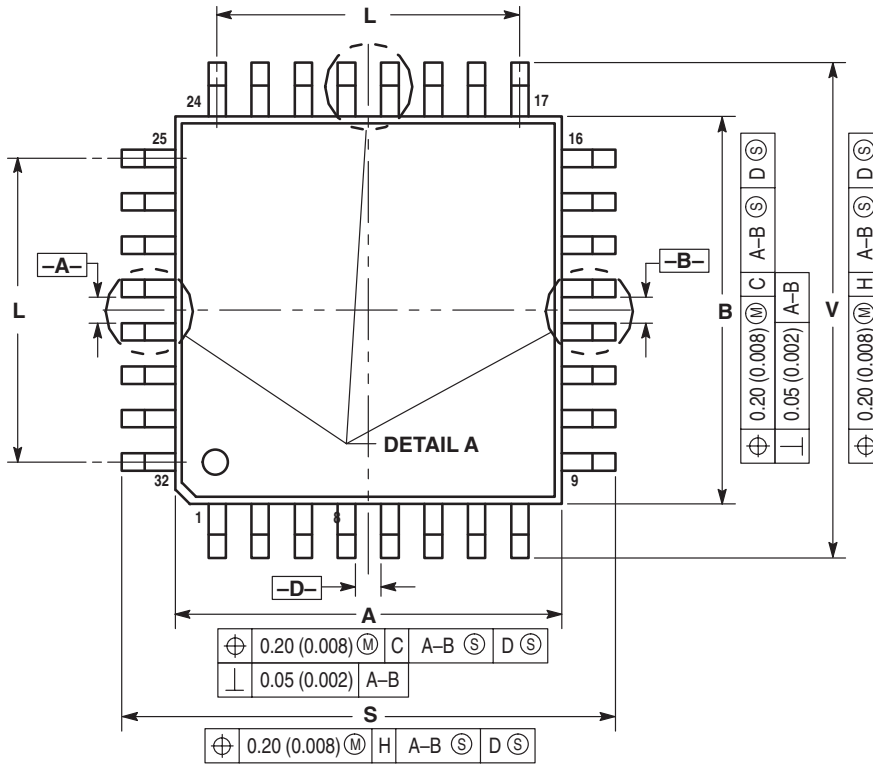 L
24
17
25
16
–A–
–B–
L
B
V
⌖ 0.20 (0.008) Ⓜ C A–B Ⓢ D Ⓢ
⊥ 0.05 (0.002) A–B
⌖ 0.20 (0.008) Ⓜ H A–B Ⓢ D Ⓢ
DETAIL A
32
9
1
8
–D–
A
⌖ 0.20 (0.008) Ⓜ C A–B Ⓢ D Ⓢ
⊥ 0.05 (0.002) A–B
S
⌖ 0.20 (0.008) Ⓜ H A–B Ⓢ D Ⓢ